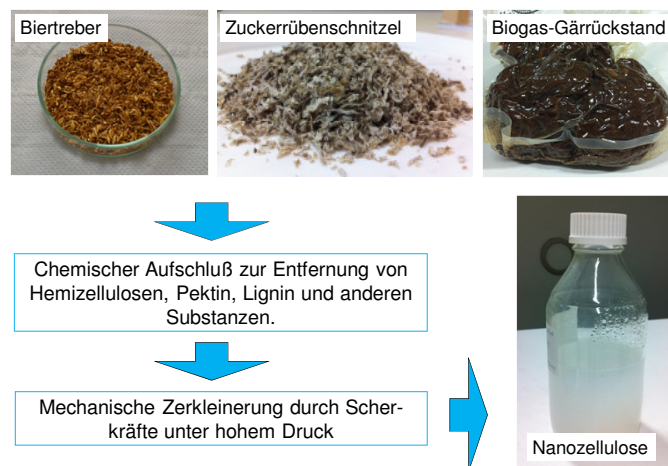 Biertreber
Zuckerrübenschnitzel
Biogas-Gärrückstand
Chemischer Aufschluß zur Entfernung von
Hemizellulosen, Pektin, Lignin und anderen
Substanzen.
Mechanische Zerkleinerung durch Scher-
kräfte unter hohem Druck
Nanozellulose